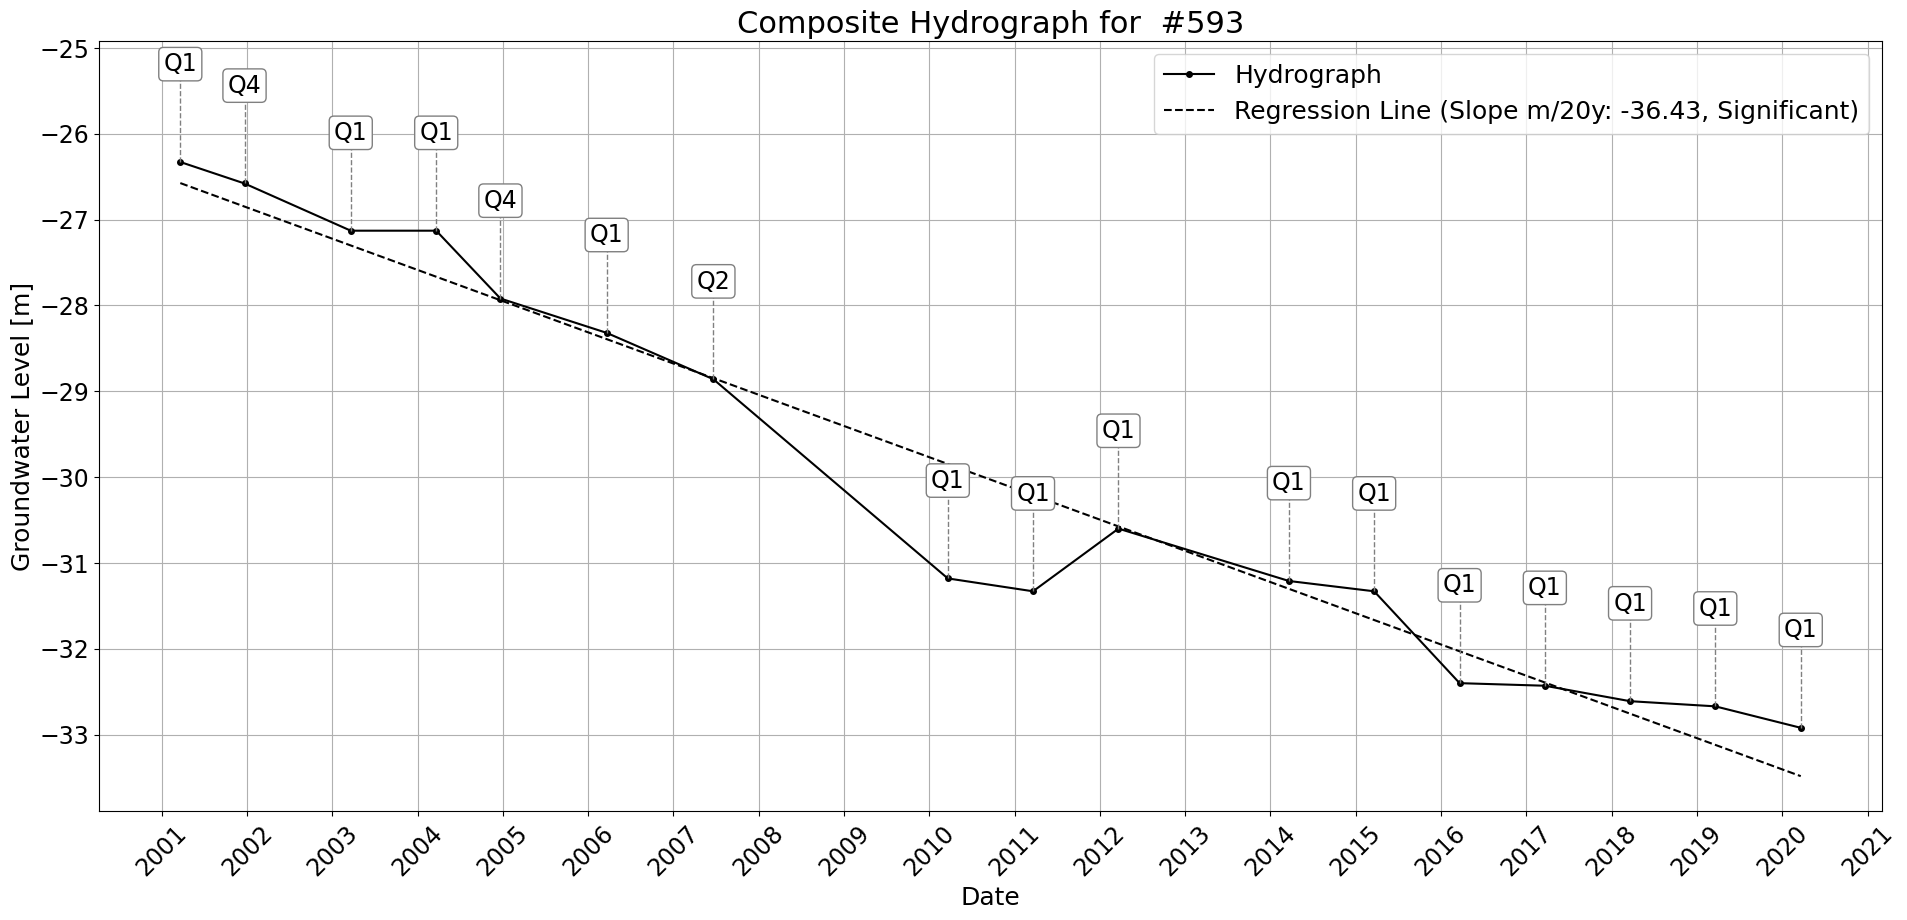 Composite Hydrograph for  #593
Hydrograph
Regression Line (Slope m/20y: -36.43, Significant)
Groundwater Level [m]
−25
−26
−27
−28
−29
−30
−31
−32
−33
Q1
Q4
Q1
Q1
Q4
Q1
Q2
Q1
Q1
Q1
Q1
Q1
Q1
Q1
Q1
Q1
Q1
2001
2002
2003
2004
2005
2006
2007
2008
2009
2010
2011
2012
2013
2014
2015
2016
2017
2018
2019
2020
2021
Date